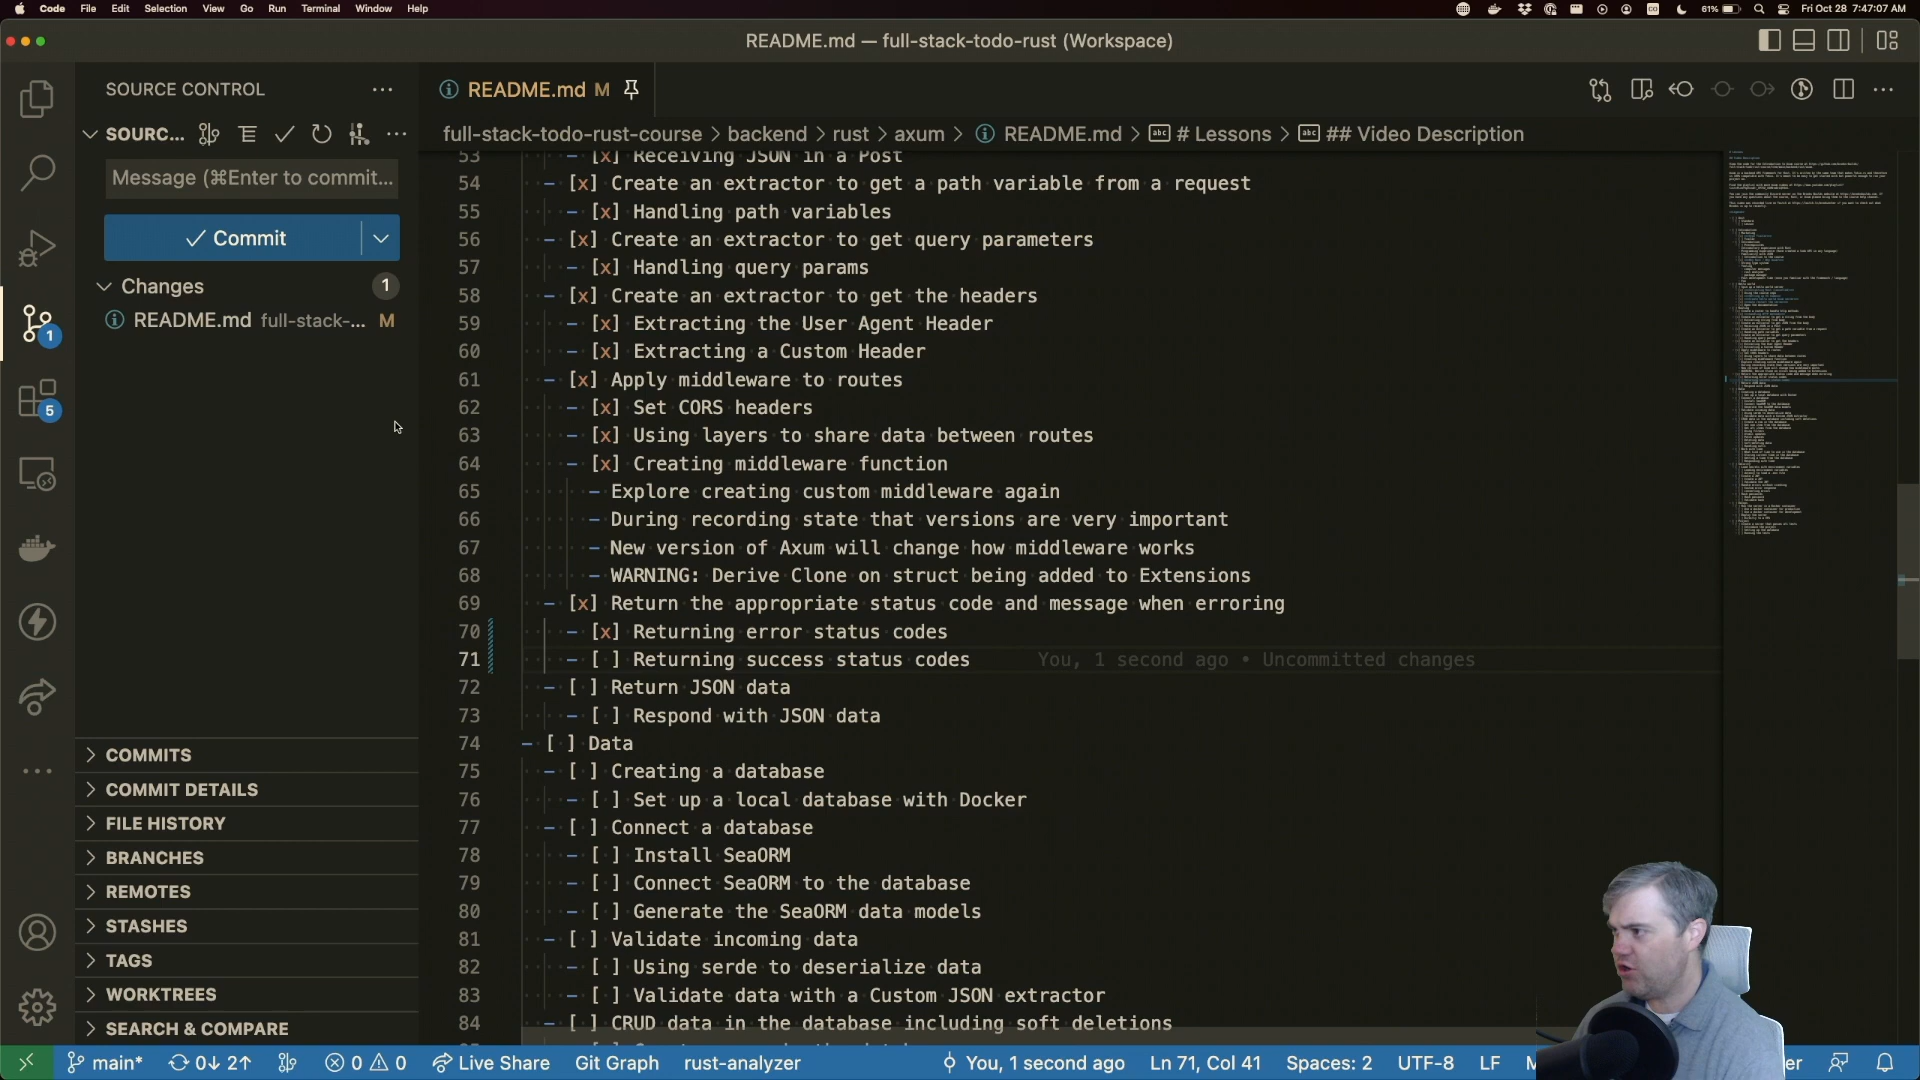 Code File Edit Selection View Go Run Terminal Window Help
61% Fri Oct 28 7:47:07 AM
README.md — full-stack-todo-rust (Workspace)
SOURCE CONTROL
README.md M
SOURC...
full-stack-todo-rust-course > backend > rust > axum > README.md > # Lessons > ## Video Description
Message (⌘Enter to commit...
Commit
Changes 1
README.md full-stack-... M
1
5
COMMITS
COMMIT DETAILS
FILE HISTORY
BRANCHES
REMOTES
STASHES
TAGS
WORKTREES
SEARCH & COMPARE
53 - [x] Receiving JSON in a Post
54 - [x] Create an extractor to get a path variable from a request
55 - [x] Handling path variables
56 - [x] Create an extractor to get query parameters
57 - [x] Handling query params
58 - [x] Create an extractor to get the headers
59 - [x] Extracting the User Agent Header
60 - [x] Extracting a Custom Header
61 - [x] Apply middleware to routes
62 - [x] Set CORS headers
63 - [x] Using layers to share data between routes
64 - [x] Creating middleware function
65 - Explore creating custom middleware again
66 - During recording state that versions are very important
67 - New version of Axum will change how middleware works
68 - WARNING: Derive Clone on struct being added to Extensions
69 - [x] Return the appropriate status code and message when erroring
70 - [x] Returning error status codes
71 - [ ] Returning success status codes You, 1 second ago • Uncommitted changes
72 - [ ] Return JSON data
73 - [ ] Respond with JSON data
74 - [ ] Data
75 - [ ] Creating a database
76 - [ ] Set up a local database with Docker
77 - [ ] Connect a database
78 - [ ] Install SeaORM
79 - [ ] Connect SeaORM to the database
80 - [ ] Generate the SeaORM data models
81 - [ ] Validate incoming data
82 - [ ] Using serde to deserialize data
83 - [ ] Validate data with a Custom JSON extractor
84 - [ ] CRUD data in the database including soft deletions
main* 0↓ 2↑ 0 0 Live Share Git Graph rust-analyzer You, 1 second ago Ln 71, Col 41 Spaces: 2 UTF-8 LF